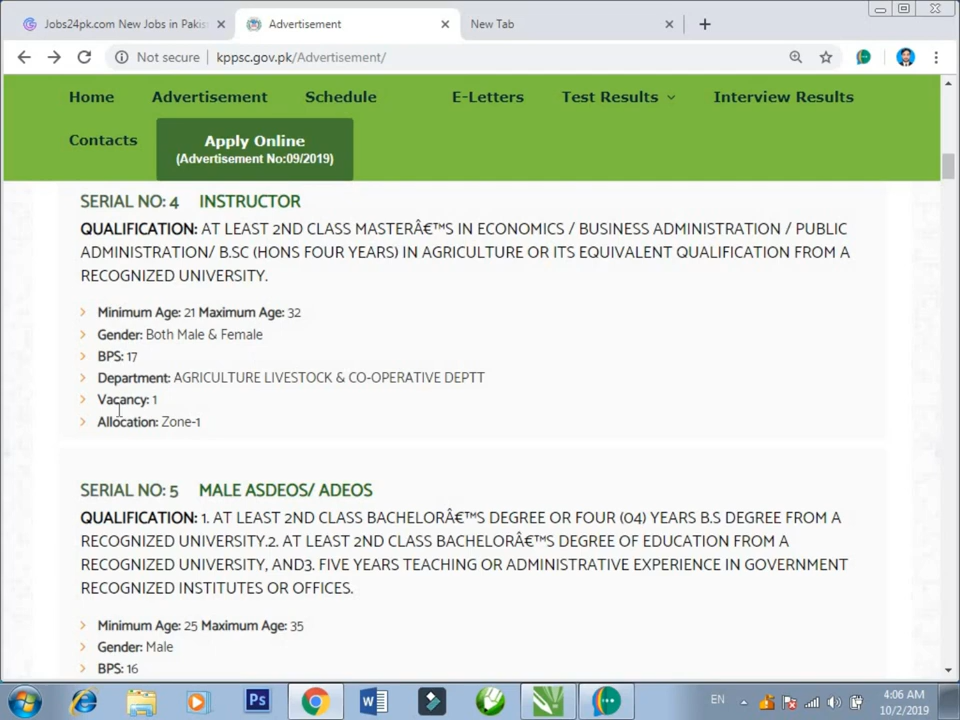 Jobs24pk.com New Jobs in Pakis
Advertisement
New Tab
Not secure
kppsc.gov.pk/Advertisement/
Home
Advertisement
Schedule
E-Letters
Test Results
Interview Results
Contacts
Apply Online
(Advertisement No:09/2019)
SERIAL NO: 4 INSTRUCTOR
QUALIFICATION: AT LEAST 2ND CLASS MASTERÂ€™S IN ECONOMICS / BUSINESS ADMINISTRATION / PUBLIC
ADMINISTRATION/ B.SC (HONS FOUR YEARS) IN AGRICULTURE OR ITS EQUIVALENT QUALIFICATION FROM A
RECOGNIZED UNIVERSITY.
Minimum Age: 21 Maximum Age: 32
Gender: Both Male & Female
BPS: 17
Department: AGRICULTURE LIVESTOCK & CO-OPERATIVE DEPTT
Vacancy: 1
Allocation: Zone-1
SERIAL NO: 5 MALE ASDEOS/ ADEOS
QUALIFICATION: 1. AT LEAST 2ND CLASS BACHELORÂ€™S DEGREE OR FOUR (04) YEARS B.S DEGREE FROM A
RECOGNIZED UNIVERSITY.2. AT LEAST 2ND CLASS BACHELORÂ€™S DEGREE OF EDUCATION FROM A
RECOGNIZED UNIVERSITY, AND3. FIVE YEARS TEACHING OR ADMINISTRATIVE EXPERIENCE IN GOVERNMENT
RECOGNIZED INSTITUTES OR OFFICES.
Minimum Age: 25 Maximum Age: 35
Gender: Male
BPS: 16
Ps
EN
4:06 AM
10/2/2019